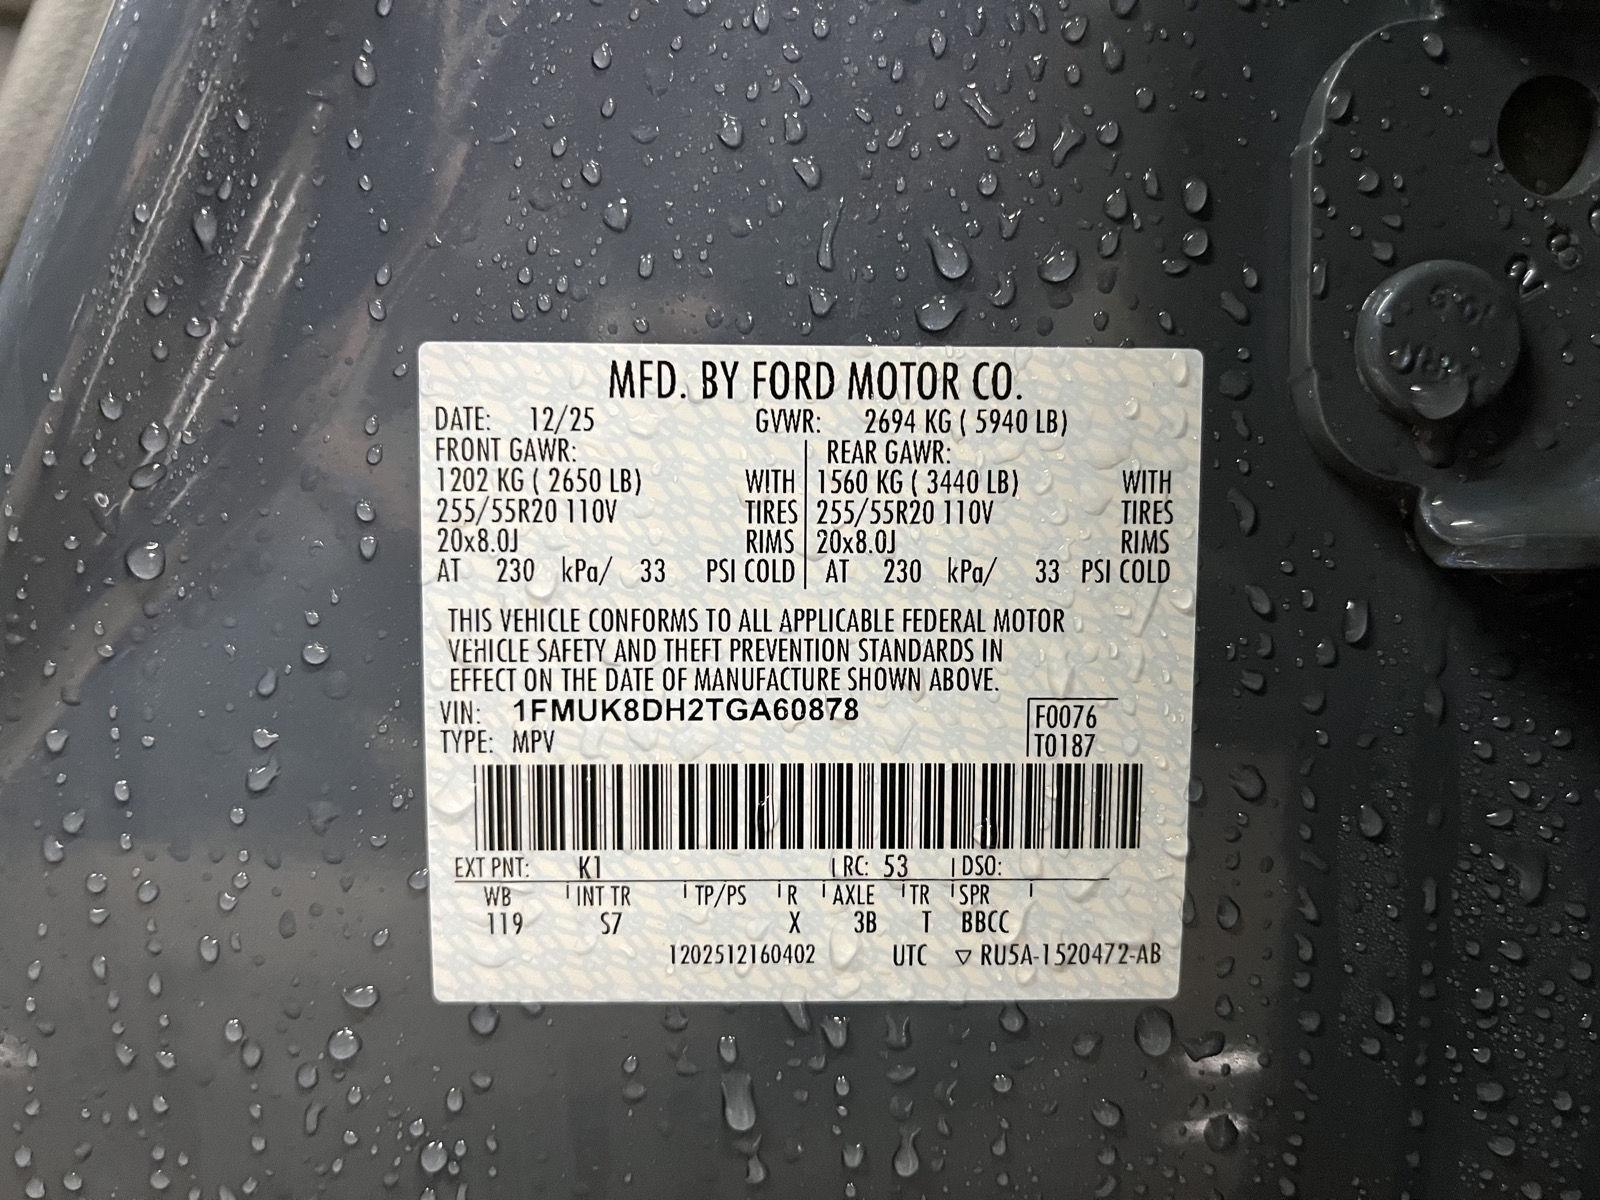 MFD. BY FORD MOTOR CO.
DATE: 12/25 GVWR: 2694 KG ( 5940 LB)
FRONT GAWR: REAR GAWR:
1202 KG ( 2650 LB) WITH 1560 KG ( 3440 LB) WITH
255/55R20 110V TIRES 255/55R20 110V TIRES
20x8.0J RIMS 20x8.0J RIMS
AT 230 kPa/ 33 PSI COLD AT 230 kPa/ 33 PSI COLD
THIS VEHICLE CONFORMS TO ALL APPLICABLE FEDERAL MOTOR
VEHICLE SAFETY AND THEFT PREVENTION STANDARDS IN
EFFECT ON THE DATE OF MANUFACTURE SHOWN ABOVE.
VIN: 1FMUK8DH2TGA60878 F0076
TYPE: MPV T0187
EXT PNT: K1 RC: 53 DSO:
WB INT TR TP/PS R AXLE TR SPR
119 S7 X 3B T BBCC
1202512160402 UTC ▽ RU5A-1520472-AB